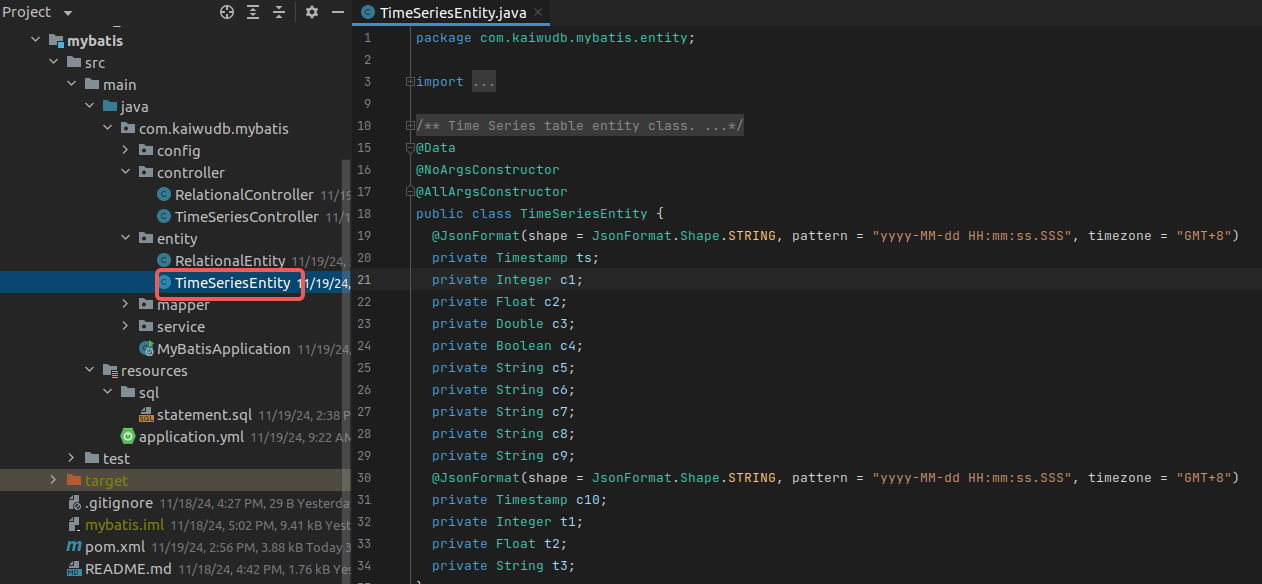 Project
mybatis
src
main
java
com.kaiwudb.mybatis
config
controller
RelationalController 11/19
TimeSeriesController 11/1
entity
RelationalEntity 11/19/24,
TimeSeriesEntity 11/19/24,
mapper
service
MyBatisApplication 11/19/24,
resources
sql
statement.sql 11/19/24, 2:38 P
application.yml 11/19/24, 9:22 AM
test
target
.gitignore 11/18/24, 4:27 PM, 29 B Yesterda
mybatis.iml 11/18/24, 5:02 PM, 9.41 kB Yest
pom.xml 11/19/24, 2:56 PM, 3.88 kB Today 3
README.md 11/18/24, 4:42 PM, 1.76 kB Yes
TimeSeriesEntity.java
1 package com.kaiwudb.mybatis.entity;
2
3 import ...
9
10 /** Time Series table entity class. ...*/
15 @Data
16 @NoArgsConstructor
17 @AllArgsConstructor
18 public class TimeSeriesEntity {
19 @JsonFormat(shape = JsonFormat.Shape.STRING, pattern = "yyyy-MM-dd HH:mm:ss.SSS", timezone = "GMT+8")
20 private Timestamp ts;
21 private Integer c1;
22 private Float c2;
23 private Double c3;
24 private Boolean c4;
25 private String c5;
26 private String c6;
27 private String c7;
28 private String c8;
29 private String c9;
30 @JsonFormat(shape = JsonFormat.Shape.STRING, pattern = "yyyy-MM-dd HH:mm:ss.SSS", timezone = "GMT+8")
31 private Timestamp c10;
32 private Integer t1;
33 private Float t2;
34 private String t3;